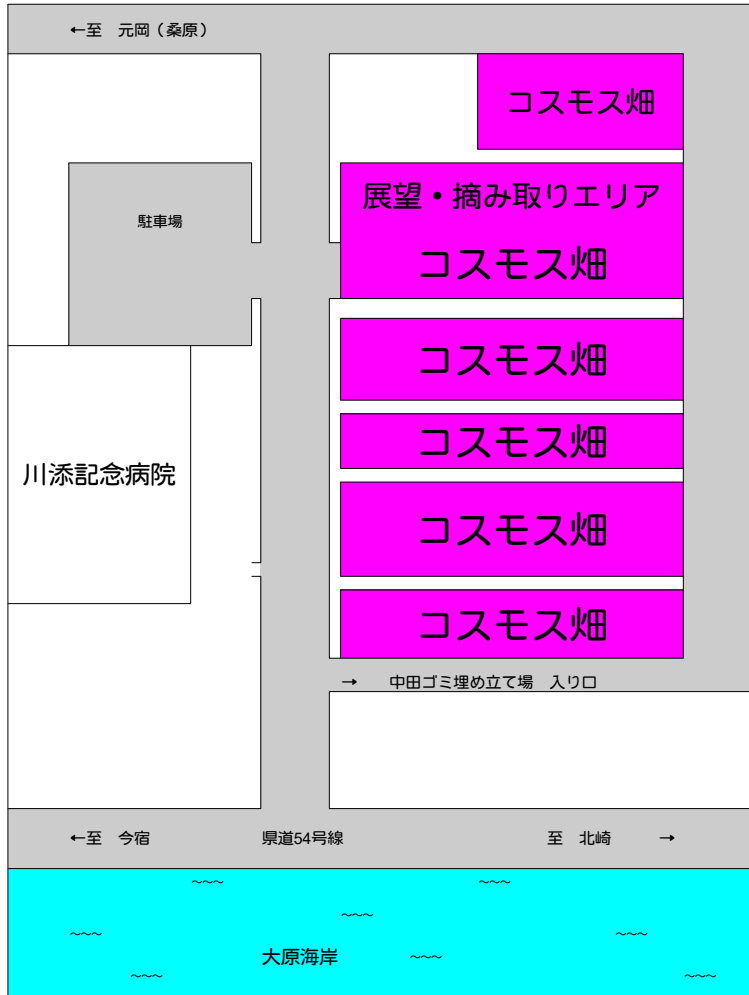 ←至　元岡（桑原）
コスモス畑
展望・摘み取りエリア
駐車場
コスモス畑
コスモス畑
コスモス畑
川添記念病院
コスモス畑
コスモス畑
→　中田ゴミ埋め立て場　入り口
←至　今宿　県道54号線　至　北崎　→
〜〜〜　〜〜〜
〜〜〜
〜〜〜　〜〜〜
大原海岸　〜〜〜
〜〜〜　〜〜〜